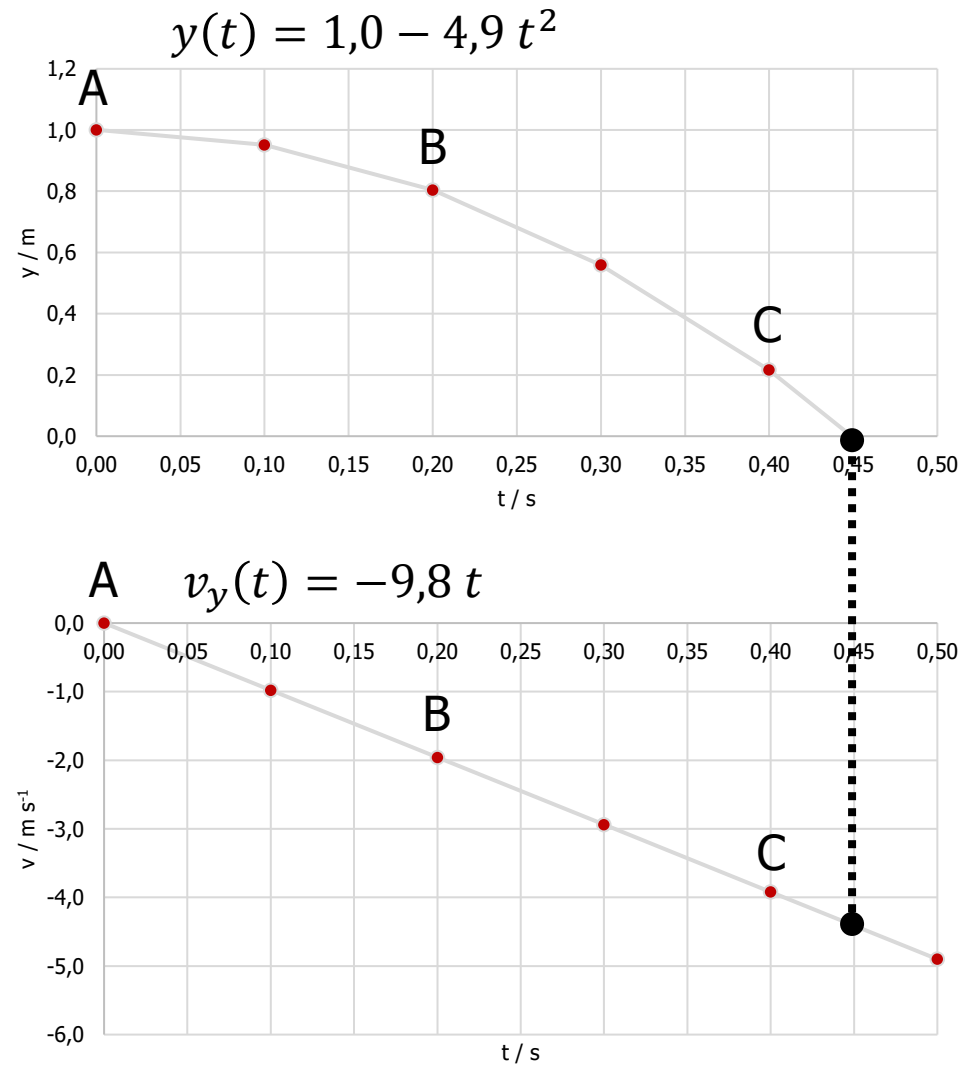 y(t) = 1,0 − 4,9 t²
1,2
A
1,0
B
0,8
0,6
y / m
0,4
C
0,2
0,0
0,00 0,05 0,10 0,15 0,20 0,25 0,30 0,35 0,40 0,45 0,50
t / s
A
v_y(t) = −9,8 t
0,0
0,00 0,05 0,10 0,15 0,20 0,25 0,30 0,35 0,40 0,45 0,50
-1,0
B
-2,0
-3,0
v / m s⁻¹
C
-4,0
-5,0
-6,0
t / s